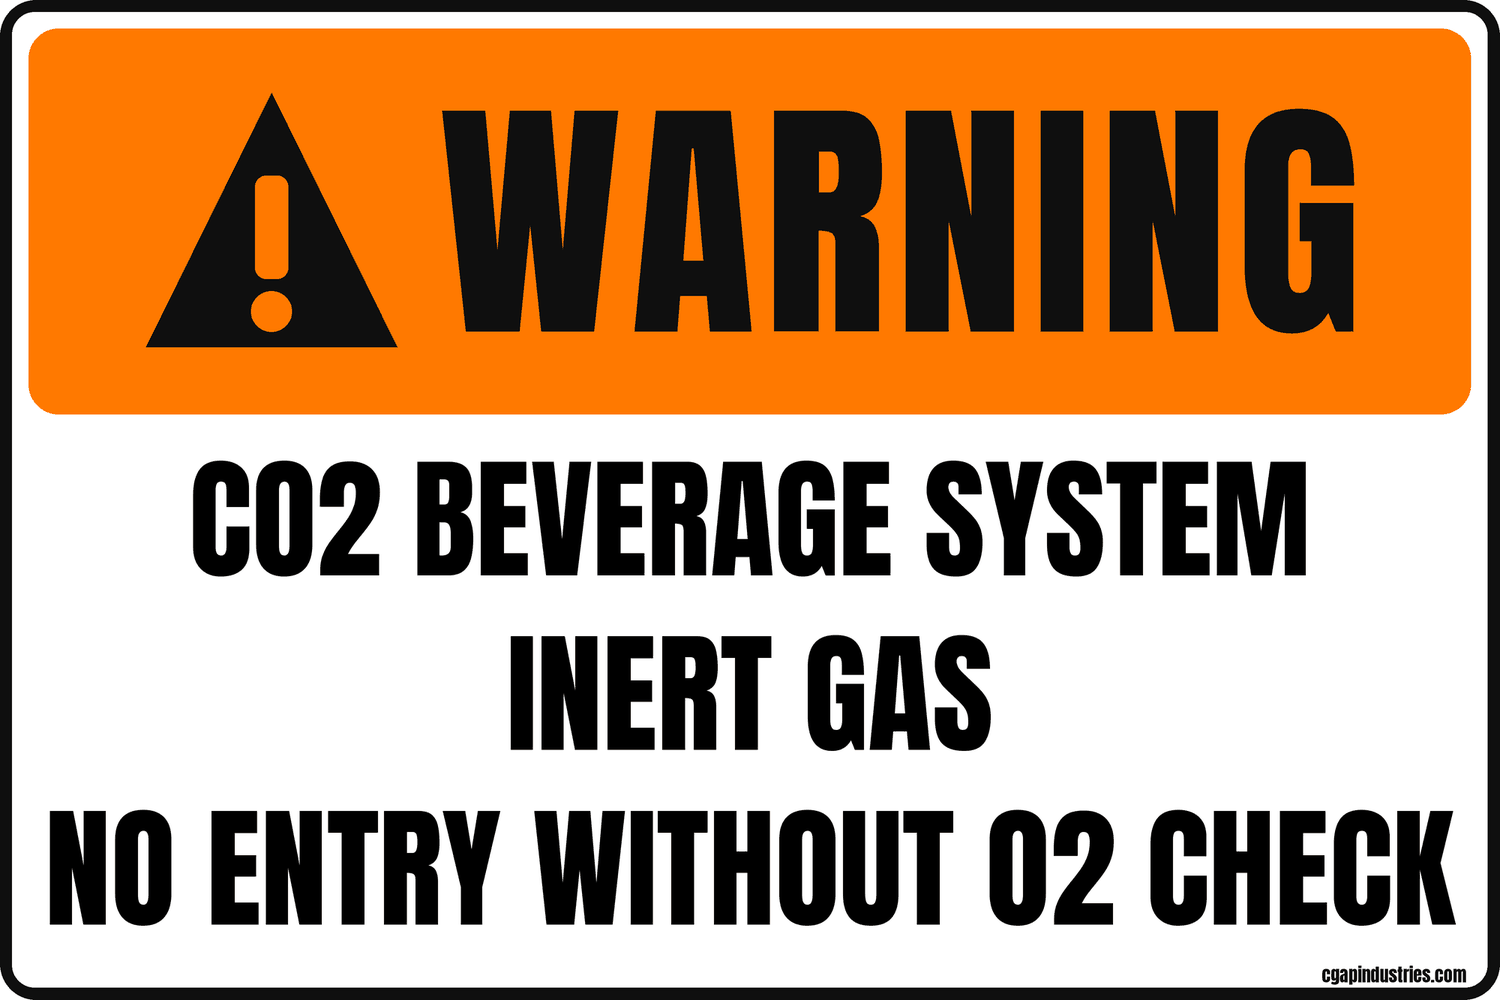 WARNING
CO2 BEVERAGE SYSTEM
INERT GAS
NO ENTRY WITHOUT O2 CHECK
cgapindustries.com